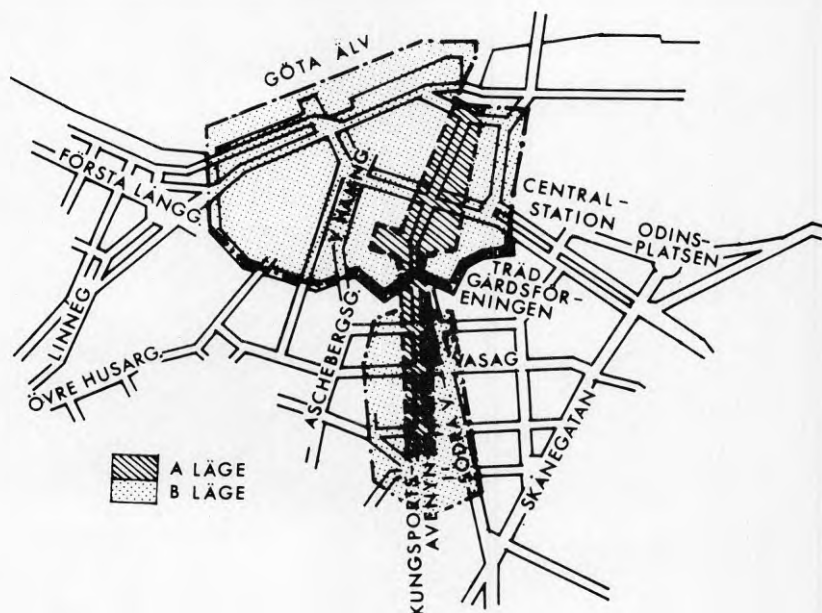 GÖTA ÄLV
FÖRSTA LÅNGG
V HAMNG
CENTRAL-
STATION
ODINS-
PLATSEN
TRÄD
GÅRDSFÖR-
ENINGEN
LINNEG
ÖVRE HUSARG.
ASCHEBERGSG.
VASAG
SÖDRA V.
SKÅNEGATAN
A LÄGE
B LÄGE
KUNGSPORTS-
AVENYN